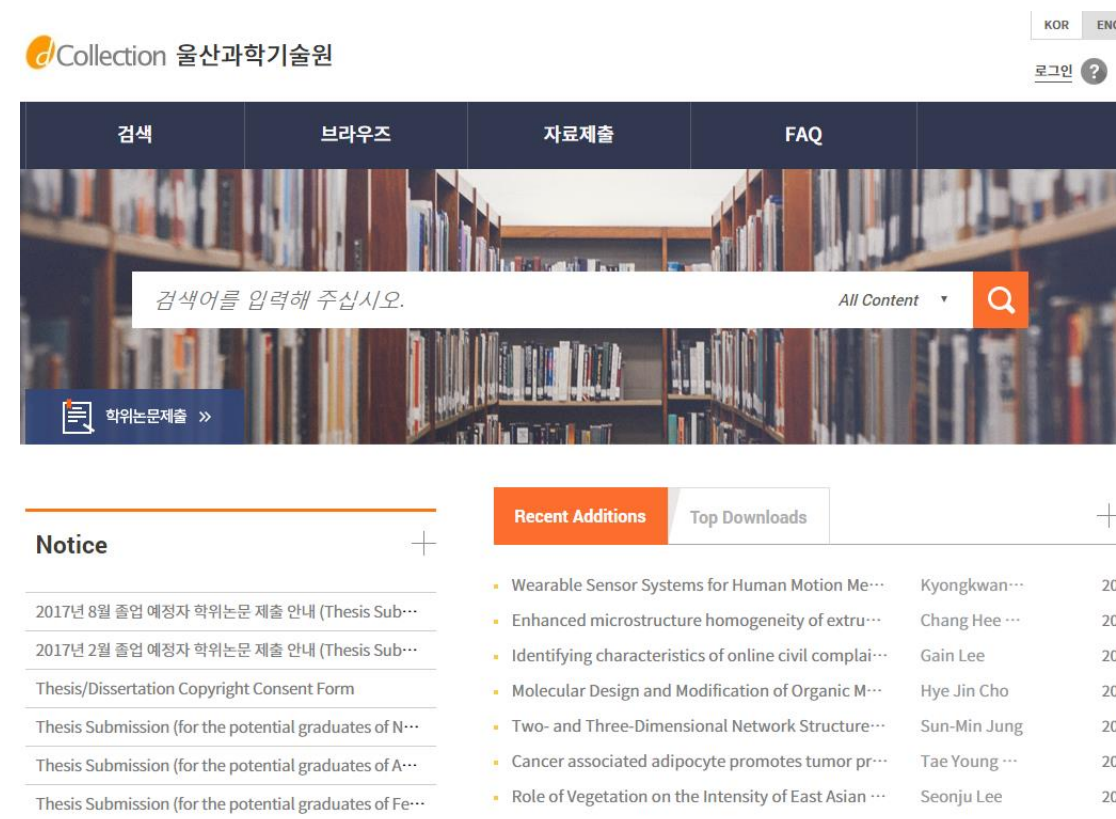 KOR ENG
dCollection 울산과학기술원
로그인 ?
검색 브라우즈 자료제출 FAQ
검색어를 입력해 주십시오. All Content
학위논문제출 »
Recent Additions Top Downloads
Notice
2017년 8월 졸업 예정자 학위논문 제출 안내 (Thesis Sub···
2017년 2월 졸업 예정자 학위논문 제출 안내 (Thesis Sub···
Thesis/Dissertation Copyright Consent Form
Thesis Submission (for the potential graduates of N···
Thesis Submission (for the potential graduates of A···
Thesis Submission (for the potential graduates of Fe···
Wearable Sensor Systems for Human Motion Me··· Kyongkwan··· 20
Enhanced microstructure homogeneity of extru··· Chang Hee ··· 20
Identifying characteristics of online civil complai··· Gain Lee 20
Molecular Design and Modification of Organic M··· Hye Jin Cho 20
Two- and Three-Dimensional Network Structure··· Sun-Min Jung 20
Cancer associated adipocyte promotes tumor pr··· Tae Young ··· 20
Role of Vegetation on the Intensity of East Asian ··· Seonju Lee 20